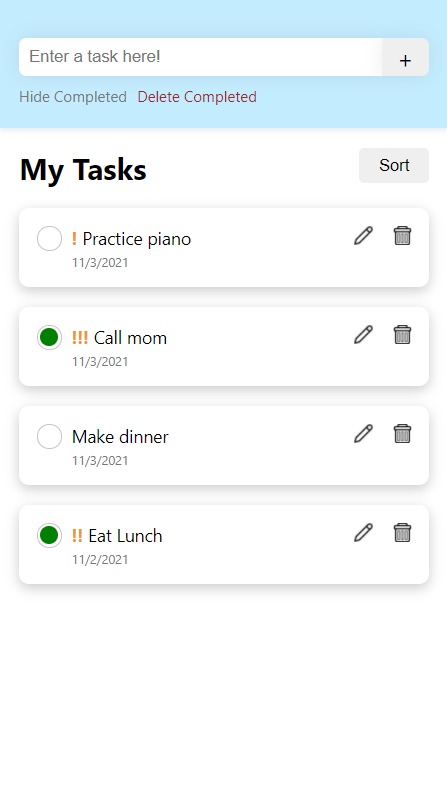 Enter a task here! +
Hide Completed Delete Completed
My Tasks Sort
! Practice piano
11/3/2021
!!! Call mom
11/3/2021
Make dinner
11/3/2021
!! Eat Lunch
11/2/2021